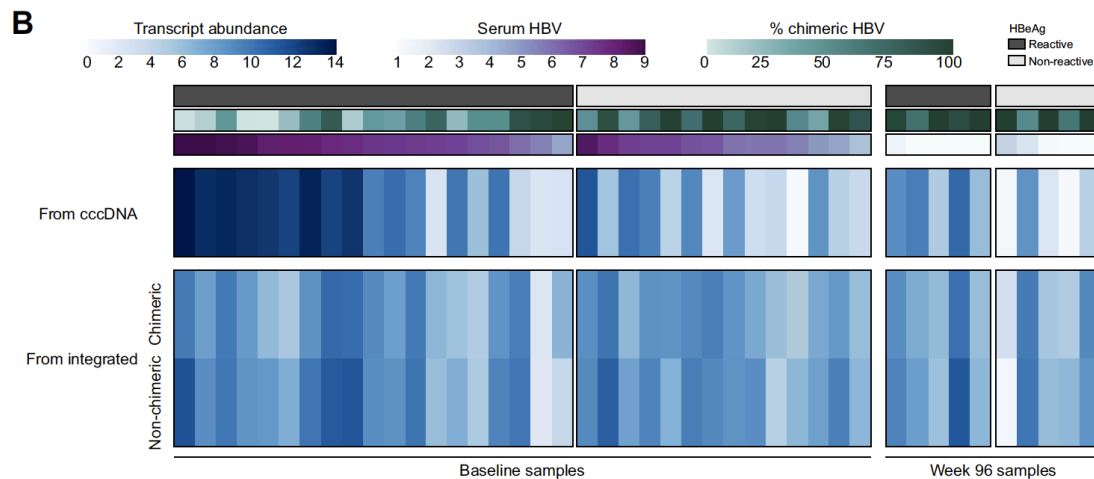 B
Transcript abundance
0 2 4 6 8 10 12 14
Serum HBV
1 2 3 4 5 6 7 8 9
% chimeric HBV
0 25 50 75 100
HBeAg
Reactive
Non-reactive
From cccDNA
From integrated
Chimeric
Non-chimeric
Baseline samples
Week 96 samples